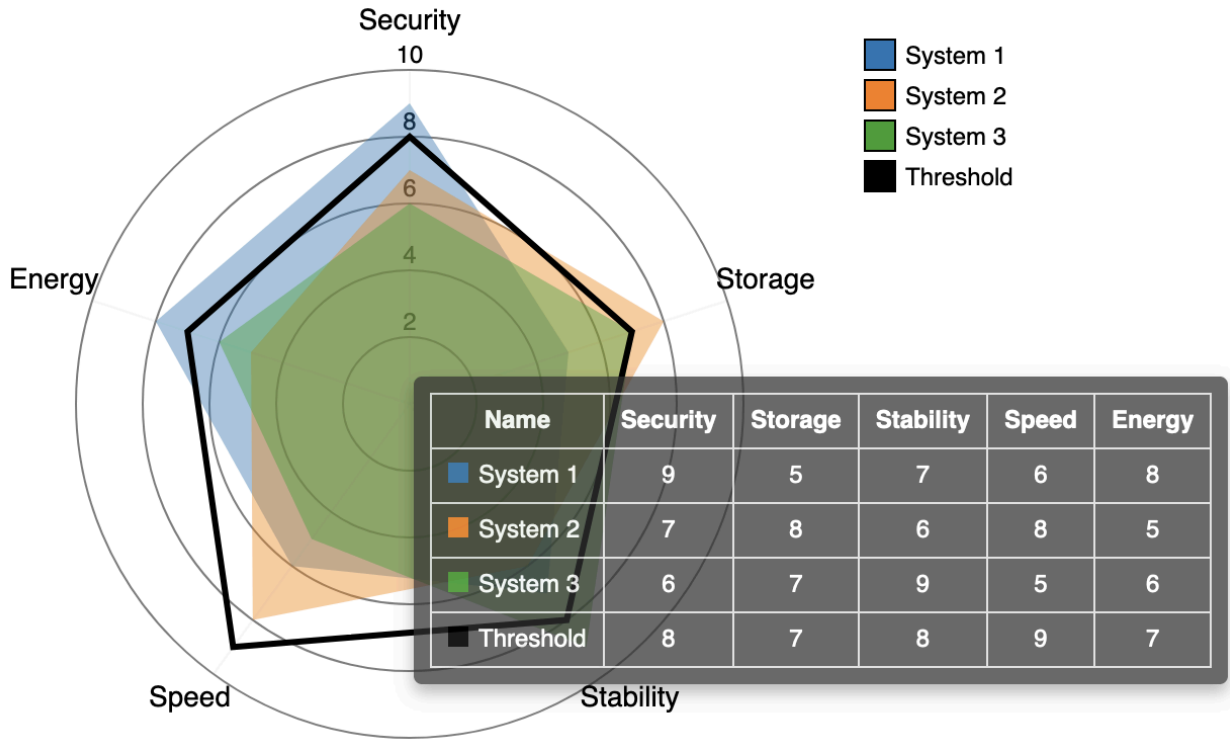 Security
10
8
6
4
2
Energy
Storage
Speed
Stability
System 1
System 2
System 3
Threshold
Name Security Storage Stability Speed Energy
System 1 9 5 7 6 8
System 2 7 8 6 8 5
System 3 6 7 9 5 6
Threshold 8 7 8 9 7